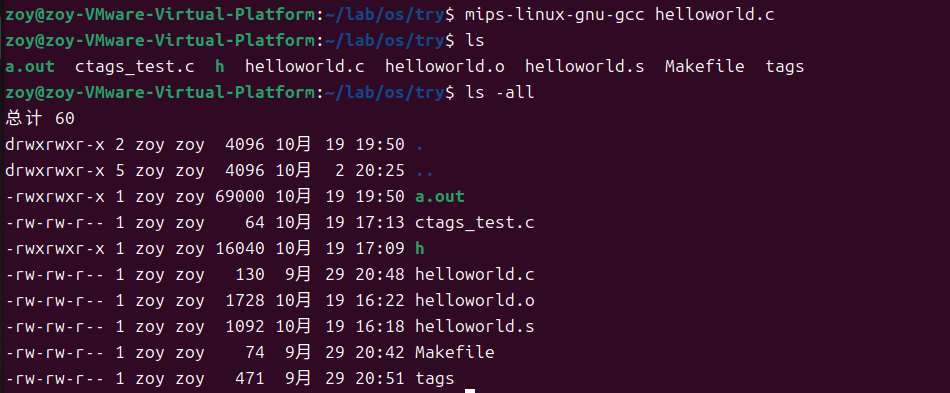 zoy@zoy-VMware-Virtual-Platform:~/lab/os/try$ mips-linux-gnu-gcc helloworld.c
zoy@zoy-VMware-Virtual-Platform:~/lab/os/try$ ls
a.out  ctags_test.c  h  helloworld.c  helloworld.o  helloworld.s  Makefile  tags
zoy@zoy-VMware-Virtual-Platform:~/lab/os/try$ ls -all
总计 60
drwxrwxr-x 2 zoy zoy  4096 10月 19 19:50 .
drwxrwxr-x 5 zoy zoy  4096 10月  2 20:25 ..
-rwxrwxr-x 1 zoy zoy 69000 10月 19 19:50 a.out
-rw-rw-r-- 1 zoy zoy    64 10月 19 17:13 ctags_test.c
-rwxrwxr-x 1 zoy zoy 16040 10月 19 17:09 h
-rw-rw-r-- 1 zoy zoy   130  9月 29 20:48 helloworld.c
-rw-rw-r-- 1 zoy zoy  1728 10月 19 16:22 helloworld.o
-rw-rw-r-- 1 zoy zoy  1092 10月 19 16:18 helloworld.s
-rw-rw-r-- 1 zoy zoy    74  9月 29 20:42 Makefile
-rw-rw-r-- 1 zoy zoy   471  9月 29 20:51 tags